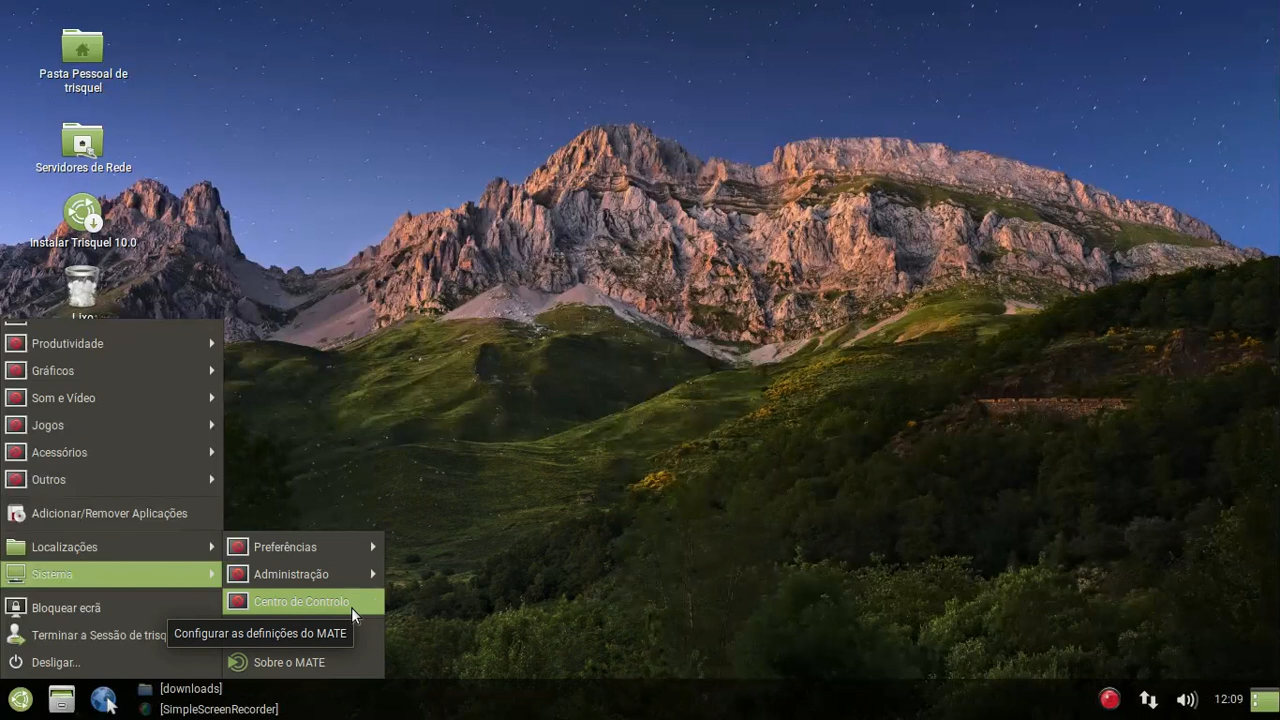 Pasta Pessoal de
trisquel
Servidores de Rede
Instalar Trisquel 10.0
Lixo
Produtividade
Gráficos
Som e Vídeo
Jogos
Acessórios
Outros
Adicionar/Remover Aplicações
Localizações
Sistema
Bloquear ecrã
Terminar a Sessão de trisq
Desligar...
Preferências
Administração
Centro de Controlo
Configurar as definições do MATE
Sobre o MATE
[downloads]
[SimpleScreenRecorder]
12:09